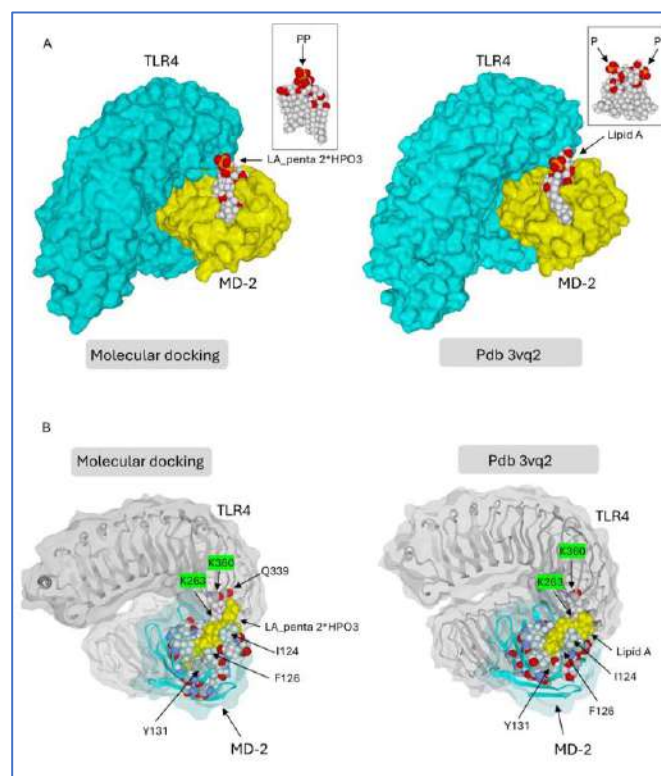 A
TLR4
PP
LA_penta 2*HPO3
MD-2
Molecular docking
TLR4
P P
Lipid A
MD-2
Pdb 3vq2
B
Molecular docking
TLR4
K360
K263
Q339
LA_penta 2*HPO3
I124
F126
Y131
MD-2
Pdb 3vq2
TLR4
K360
K263
Lipid A
I124
F126
Y131
MD-2